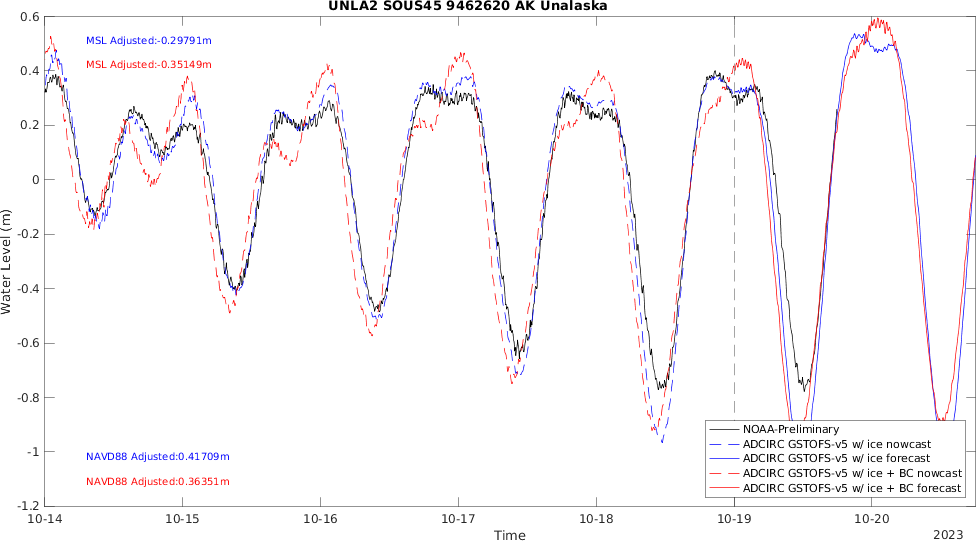 UNLA2 SOUS45 9462620 AK Unalaska
0.6
MSL Adjusted:-0.29791m
MSL Adjusted:-0.35149m
0.4
0.2
0
-0.2
-0.4
-0.6
-0.8
-1
-1.2
Water Level (m)
NAVD88 Adjusted:0.41709m
NAVD88 Adjusted:0.36351m
NOAA-Preliminary
ADCIRC GSTOFS-v5 w/ ice nowcast
ADCIRC GSTOFS-v5 w/ ice forecast
ADCIRC GSTOFS-v5 w/ ice + BC nowcast
ADCIRC GSTOFS-v5 w/ ice + BC forecast
10-14 10-15 10-16 10-17 10-18 10-19 10-20
Time
2023